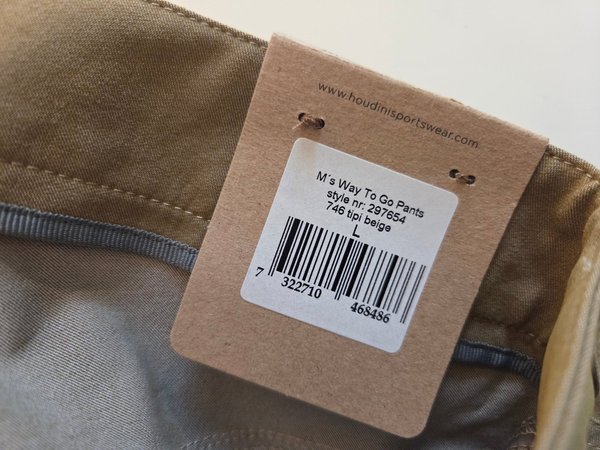 www.houdinisportswear.com
M´s Way To Go Pants
style nr: 297654
746 tipi beige
L
7 322710 468486